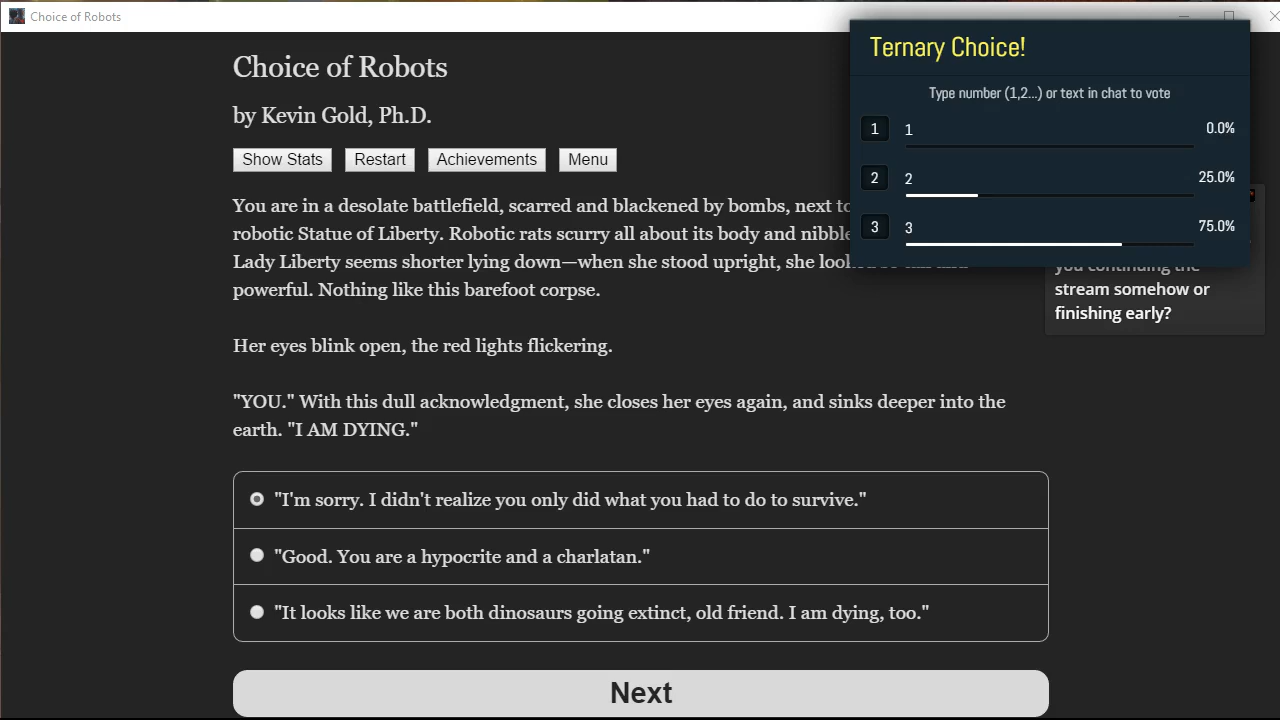 Choice of Robots
Choice of Robots
by Kevin Gold, Ph.D.
Show Stats Restart Achievements Menu
You are in a desolate battlefield, scarred and blackened by bombs, next to
robotic Statue of Liberty. Robotic rats scurry all about its body and nibble
Lady Liberty seems shorter lying down—when she stood upright, she
powerful. Nothing like this barefoot corpse.
Her eyes blink open, the red lights flickering.
"YOU." With this dull acknowledgment, she closes her eyes again, and sinks deeper into the
earth. "I AM DYING."
"I'm sorry. I didn't realize you only did what you had to do to survive."
"Good. You are a hypocrite and a charlatan."
"It looks like we are both dinosaurs going extinct, old friend. I am dying, too."
Next
Ternary Choice!
Type number (1,2...) or text in chat to vote
1 1 0.0%
2 2 25.0%
3 3 75.0%
you continuing the
stream somehow or
finishing early?